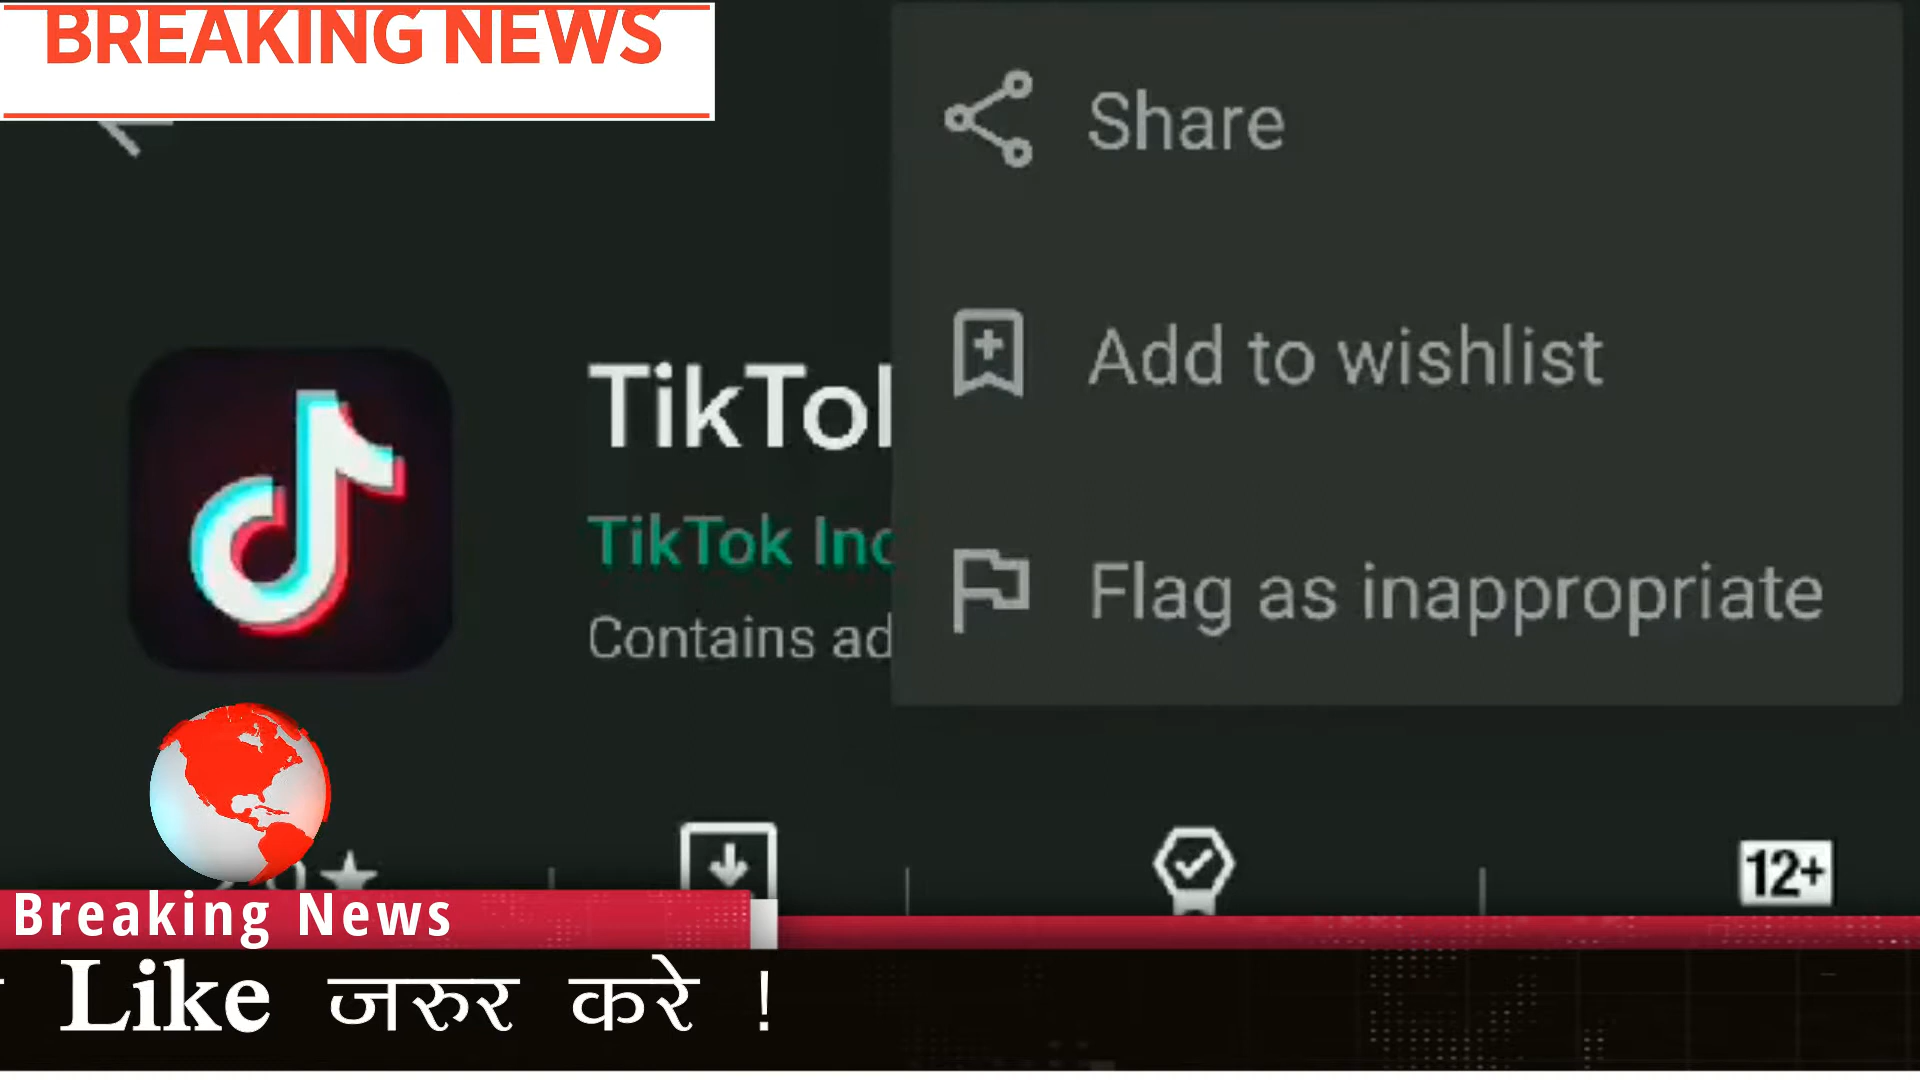 BREAKING NEWS
Share
Add to wishlist
TikTok
TikTok Inc
Flag as inappropriate
Contains ad
12+
Breaking News
Like जरुर करे !